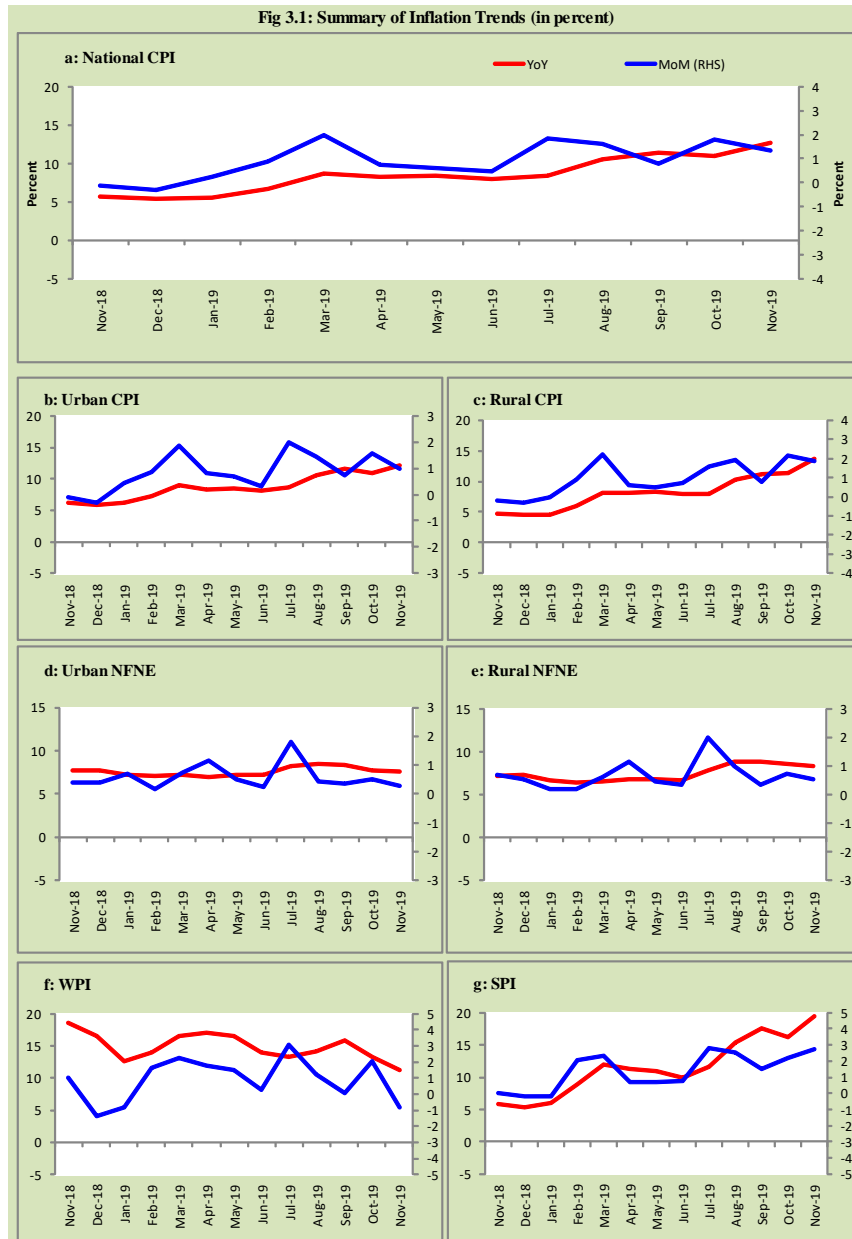 Fig 3.1: Summary of Inflation Trends (in percent)
a: National CPI
YoY MoM (RHS)
20 15 10 5 0 -5
Percent
4 3 2 1 0 -1 -2 -3 -4
Percent
Nov-18 Dec-18 Jan-19 Feb-19 Mar-19 Apr-19 May-19 Jun-19 Jul-19 Aug-19 Sep-19 Oct-19 Nov-19
b: Urban CPI
20 15 10 5 0 -5
3 2 1 0 -1 -2 -3
Nov-18 Dec-18 Jan-19 Feb-19 Mar-19 Apr-19 May-19 Jun-19 Jul-19 Aug-19 Sep-19 Oct-19 Nov-19
c: Rural CPI
20 15 10 5 0 -5
4 3 2 1 0 -1 -2 -3 -4
Nov-18 Dec-18 Jan-19 Feb-19 Mar-19 Apr-19 May-19 Jun-19 Jul-19 Aug-19 Sep-19 Oct-19 Nov-19
d: Urban NFNE
15 10 5 0 -5
3 2 1 0 -1 -2 -3
Nov-18 Dec-18 Jan-19 Feb-19 Mar-19 Apr-19 May-19 Jun-19 Jul-19 Aug-19 Sep-19 Oct-19 Nov-19
e: Rural NFNE
15 10 5 0 -5
3 2 1 0 -1 -2 -3
Nov-18 Dec-18 Jan-19 Feb-19 Mar-19 Apr-19 May-19 Jun-19 Jul-19 Aug-19 Sep-19 Oct-19 Nov-19
f: WPI
20 15 10 5 0 -5
5 4 3 2 1 0 -1 -2 -3 -4 -5
Nov-18 Dec-18 Jan-19 Feb-19 Mar-19 Apr-19 May-19 Jun-19 Jul-19 Aug-19 Sep-19 Oct-19 Nov-19
g: SPI
20 15 10 5 0 -5
5 4 3 2 1 0 -1 -2 -3 -4 -5
Nov-18 Dec-18 Jan-19 Feb-19 Mar-19 Apr-19 May-19 Jun-19 Jul-19 Aug-19 Sep-19 Oct-19 Nov-19